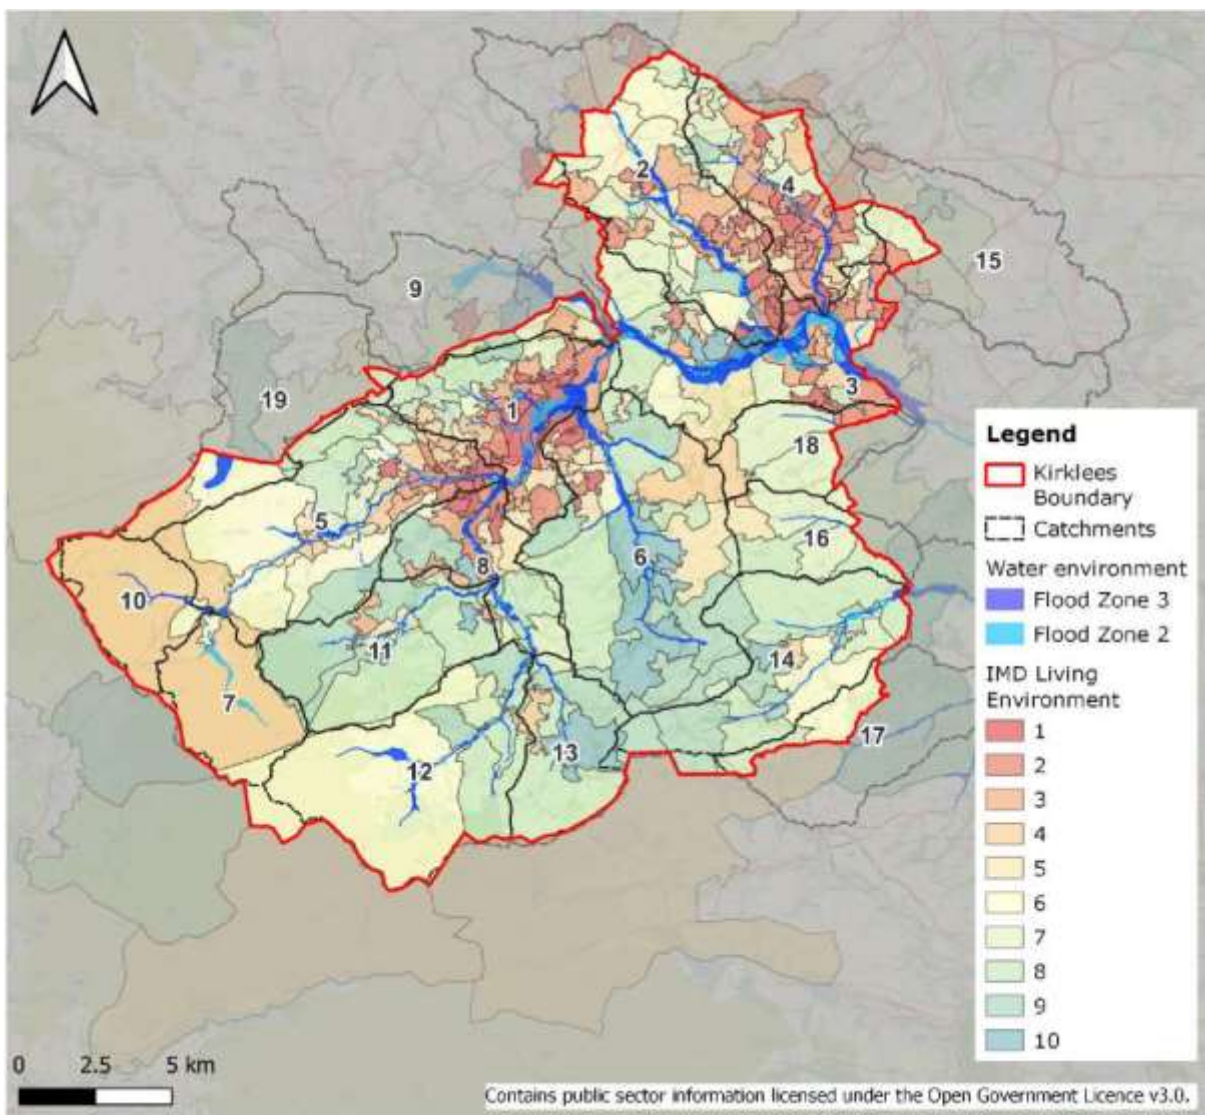 2
4
15
9
3
19
1
18
5
16
6
8
10
11
14
7
17
13
12
Legend
Kirklees
Boundary
Catchments
Water environment
Flood Zone 3
Flood Zone 2
IMD Living
Environment
1
2
3
4
5
6
7
8
9
10
0 2.5 5 km
Contains public sector information licensed under the Open Government Licence v3.0.